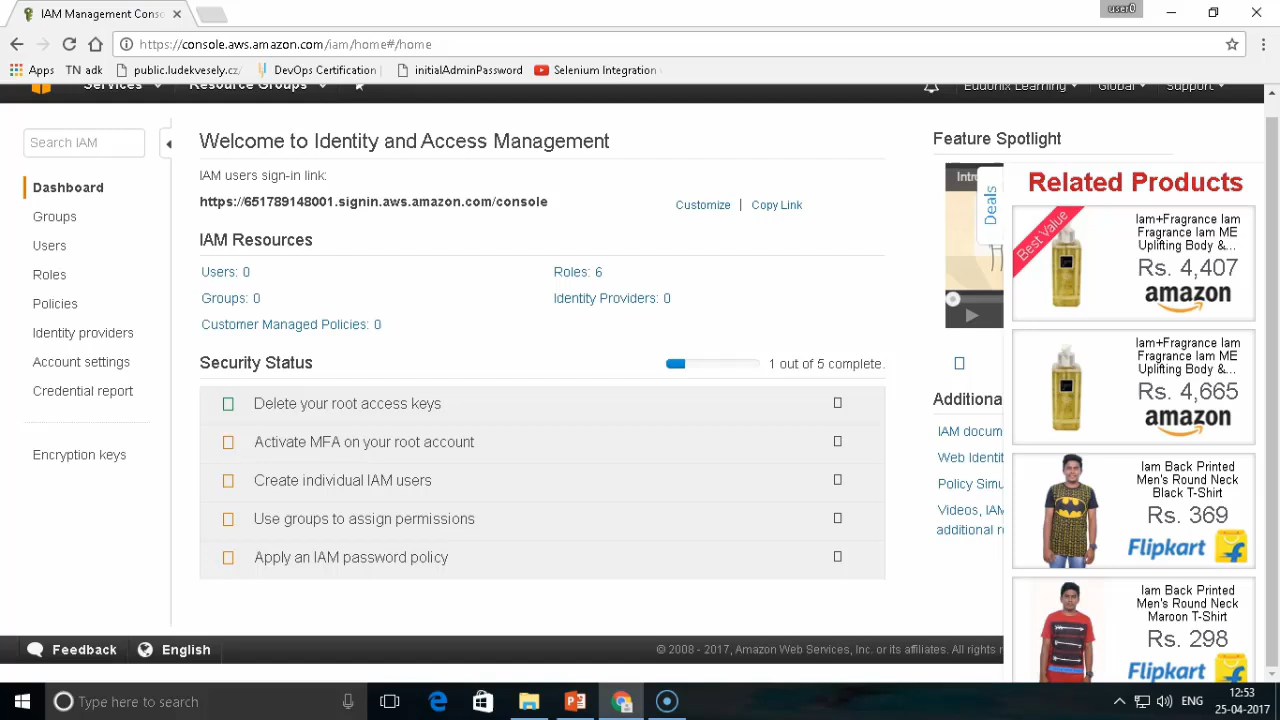 IAM Management Conso
user0
https://console.aws.amazon.com/iam/home#/home
Apps
TN adk
public.ludekvesely.cz/
DevOps Certification
initialAdminPassword
Selenium Integration
Services
Resource Groups
Edunonix Learning
Global
Support
Search IAM
Dashboard
Groups
Users
Roles
Policies
Identity providers
Account settings
Credential report
Encryption keys
Welcome to Identity and Access Management
IAM users sign-in link:
https://651789148001.signin.aws.amazon.com/console
Customize | Copy Link
IAM Resources
Users: 0
Roles: 6
Groups: 0
Identity Providers: 0
Customer Managed Policies: 0
Security Status
1 out of 5 complete.
Delete your root access keys
Activate MFA on your root account
Create individual IAM users
Use groups to assign permissions
Apply an IAM password policy
Feature Spotlight
Intro
Deals
Additiona
IAM docum
Web Identit
Policy Simu
Videos, IAM
additional re
Related Products
Best Value
Iam+Fragrance Iam
Fragrance Iam ME
Uplifting Body &...
Rs. 4,407
amazon
Iam+Fragrance Iam
Fragrance Iam ME
Uplifting Body &...
Rs. 4,665
amazon
Iam Back Printed
Men's Round Neck
Black T-Shirt
Rs. 369
Flipkart
Iam Back Printed
Men's Round Neck
Maroon T-Shirt
Rs. 298
Flipkart
Feedback
English
© 2008 - 2017, Amazon Web Services, Inc. or its affiliates. All rights r
Type here to search
ENG
12:53
25-04-2017